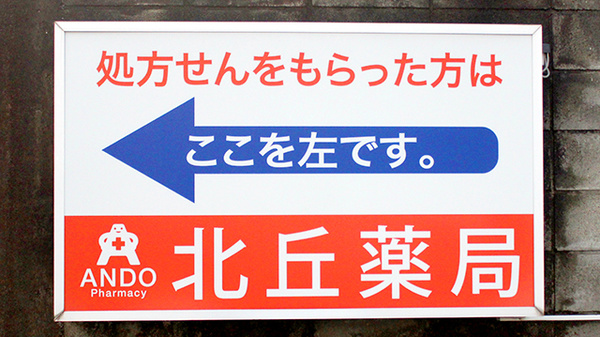 処方せんをもらった方は
ここを左です。
ANDO
Pharmacy
北丘薬局